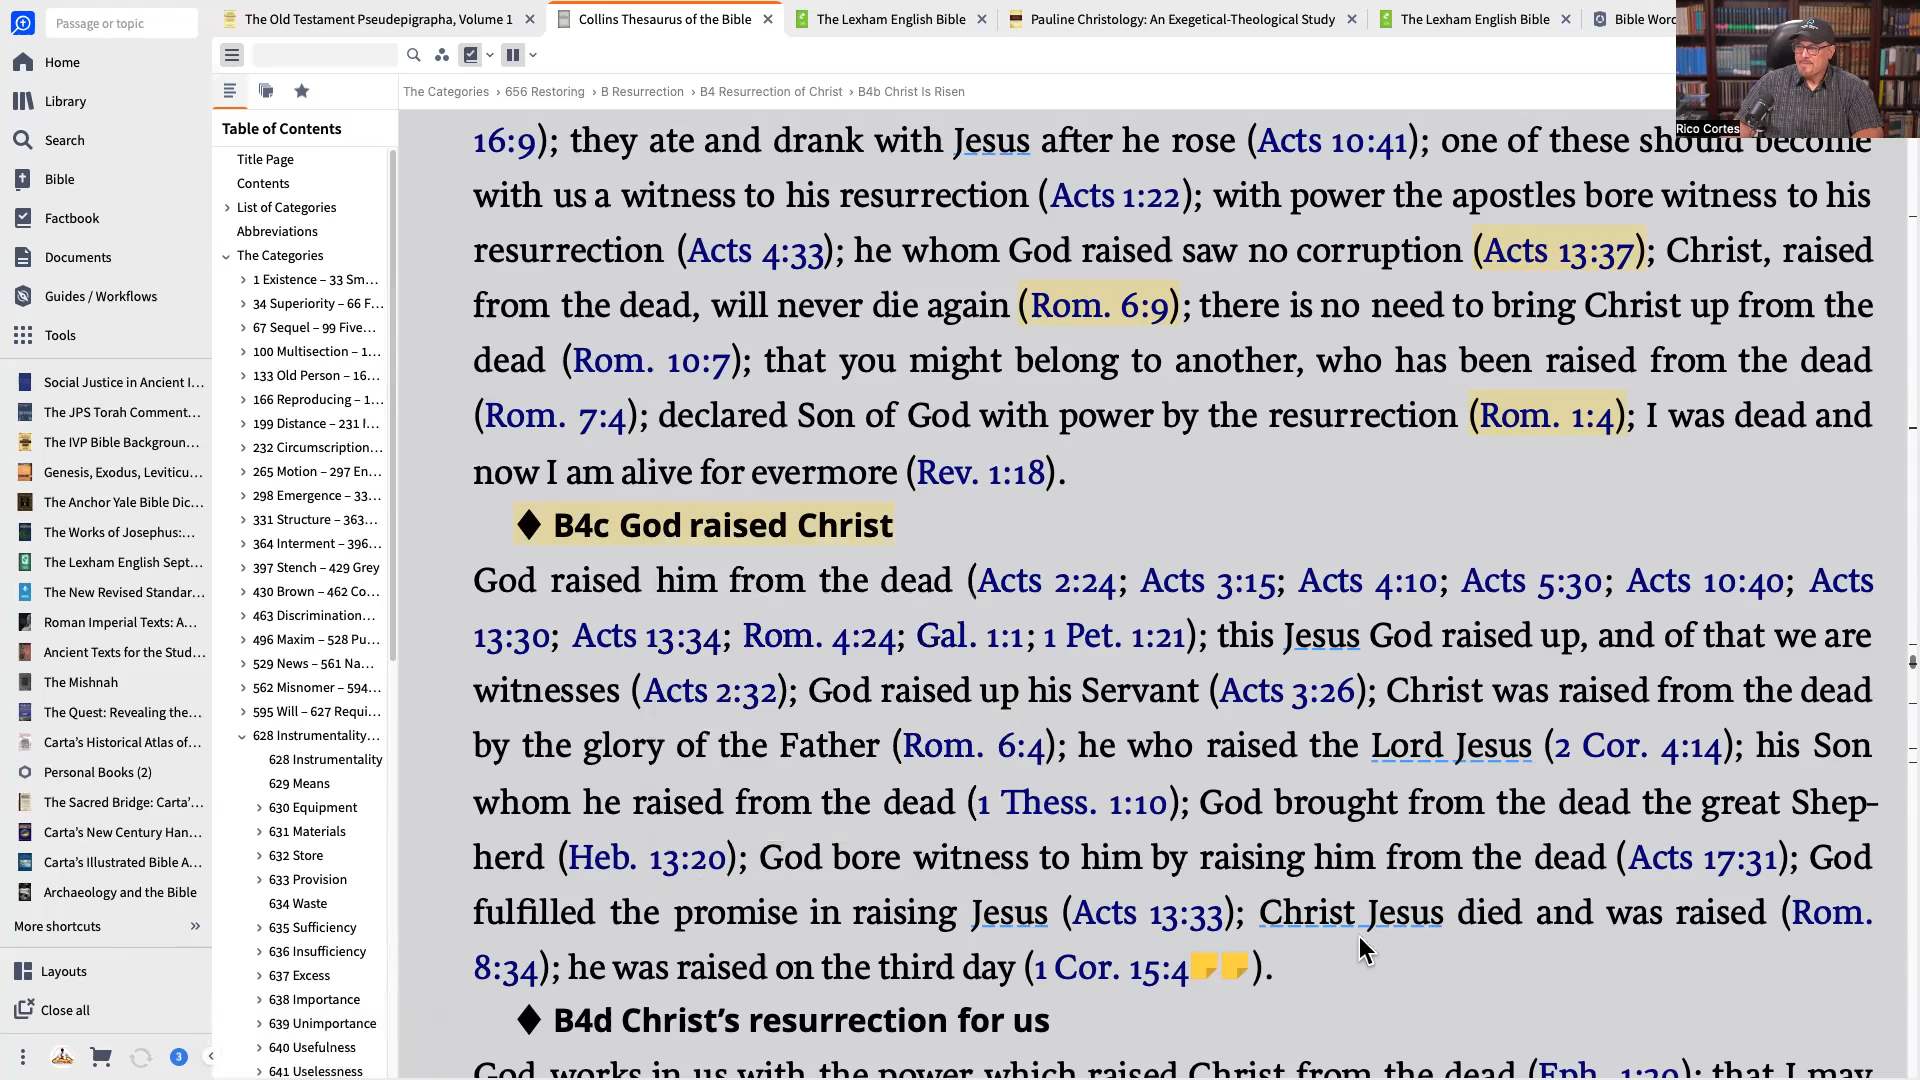 Passage or topic
Home
Library
Search
Bible
Factbook
Documents
Guides / Workflows
Tools
Social Justice in Ancient I...
The JPS Torah Comment...
The IVP Bible Backgroun...
Genesis, Exodus, Leviticu...
The Anchor Yale Bible Dic...
The Works of Josephus:...
The Lexham English Sept...
The New Revised Standar...
Roman Imperial Texts: A...
Ancient Texts for the Stud...
The Mishnah
The Quest: Revealing the...
Carta's Historical Atlas of...
Personal Books (2)
The Sacred Bridge: Carta'...
Carta's New Century Han...
Carta's Illustrated Bible A...
Archaeology and the Bible
More shortcuts
Layouts
Close all
3
The Old Testament Pseudepigrapha, Volume 1
Collins Thesaurus of the Bible
The Lexham English Bible
Pauline Christology: An Exegetical-Theological Study
The Lexham English Bible
Bible Word
Rico Cortes
The Categories › 656 Restoring › B Resurrection › B4 Resurrection of Christ › B4b Christ Is Risen
Table of Contents
Title Page
Contents
List of Categories
Abbreviations
The Categories
1 Existence – 33 Sm...
34 Superiority – 66 F...
67 Sequel – 99 Five...
100 Multisection – 1...
133 Old Person – 16...
166 Reproducing – 1...
199 Distance – 231 I...
232 Circumscription...
265 Motion – 297 En...
298 Emergence – 33...
331 Structure – 363...
364 Interment – 396...
397 Stench – 429 Grey
430 Brown – 462 Co...
463 Discrimination...
496 Maxim – 528 Pu...
529 News – 561 Na...
562 Misnomer – 594...
595 Will – 627 Requi...
628 Instrumentality...
628 Instrumentality
629 Means
630 Equipment
631 Materials
632 Store
633 Provision
634 Waste
635 Sufficiency
636 Insufficiency
637 Excess
638 Importance
639 Unimportance
640 Usefulness
641 Uselessness
16:9); they ate and drank with Jesus after he rose (Acts 10:41); one of these should become
with us a witness to his resurrection (Acts 1:22); with power the apostles bore witness to his
resurrection (Acts 4:33); he whom God raised saw no corruption (Acts 13:37); Christ, raised
from the dead, will never die again (Rom. 6:9); there is no need to bring Christ up from the
dead (Rom. 10:7); that you might belong to another, who has been raised from the dead
(Rom. 7:4); declared Son of God with power by the resurrection (Rom. 1:4); I was dead and
now I am alive for evermore (Rev. 1:18).
♦ B4c God raised Christ
God raised him from the dead (Acts 2:24; Acts 3:15; Acts 4:10; Acts 5:30; Acts 10:40; Acts
13:30; Acts 13:34; Rom. 4:24; Gal. 1:1; 1 Pet. 1:21); this Jesus God raised up, and of that we are
witnesses (Acts 2:32); God raised up his Servant (Acts 3:26); Christ was raised from the dead
by the glory of the Father (Rom. 6:4); he who raised the Lord Jesus (2 Cor. 4:14); his Son
whom he raised from the dead (1 Thess. 1:10); God brought from the dead the great Shep-
herd (Heb. 13:20); God bore witness to him by raising him from the dead (Acts 17:31); God
fulfilled the promise in raising Jesus (Acts 13:33); Christ Jesus died and was raised (Rom.
8:34); he was raised on the third day (1 Cor. 15:4).
♦ B4d Christ's resurrection for us
God works in us with the power which raised Christ from the dead (Eph. 1:20); that I may